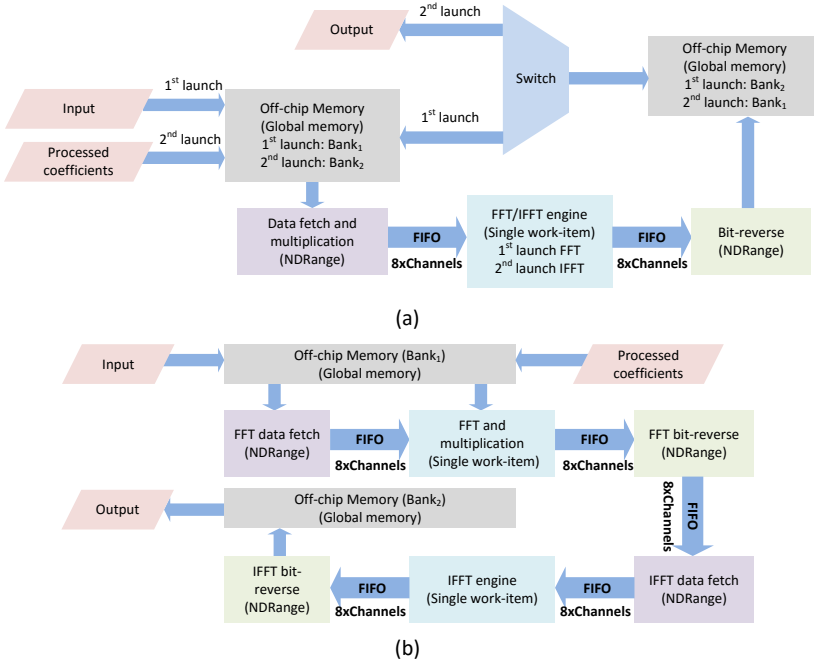 2nd launch
Output
Switch
Off-chip Memory
(Global memory)
1st launch: Bank2
2nd launch: Bank1
1st launch
Input
Off-chip Memory
(Global memory)
1st launch: Bank1
2nd launch: Bank2
1st launch
2nd launch
Processed
coefficients
Data fetch and
multiplication
(NDRange)
FIFO
8xChannels
FFT/IFFT engine
(Single work-item)
1st launch FFT
2nd launch IFFT
FIFO
8xChannels
Bit-reverse
(NDRange)
(a)
Input
Off-chip Memory (Bank1)
(Global memory)
Processed
coefficients
FFT data fetch
(NDRange)
FIFO
8xChannels
FFT and
multiplication
(Single work-item)
FIFO
8xChannels
FFT bit-reverse
(NDRange)
FIFO
8xChannels
Output
Off-chip Memory (Bank2)
(Global memory)
IFFT bit-
reverse
(NDRange)
FIFO
8xChannels
IFFT engine
(Single work-item)
FIFO
8xChannels
IFFT data fetch
(NDRange)
(b)